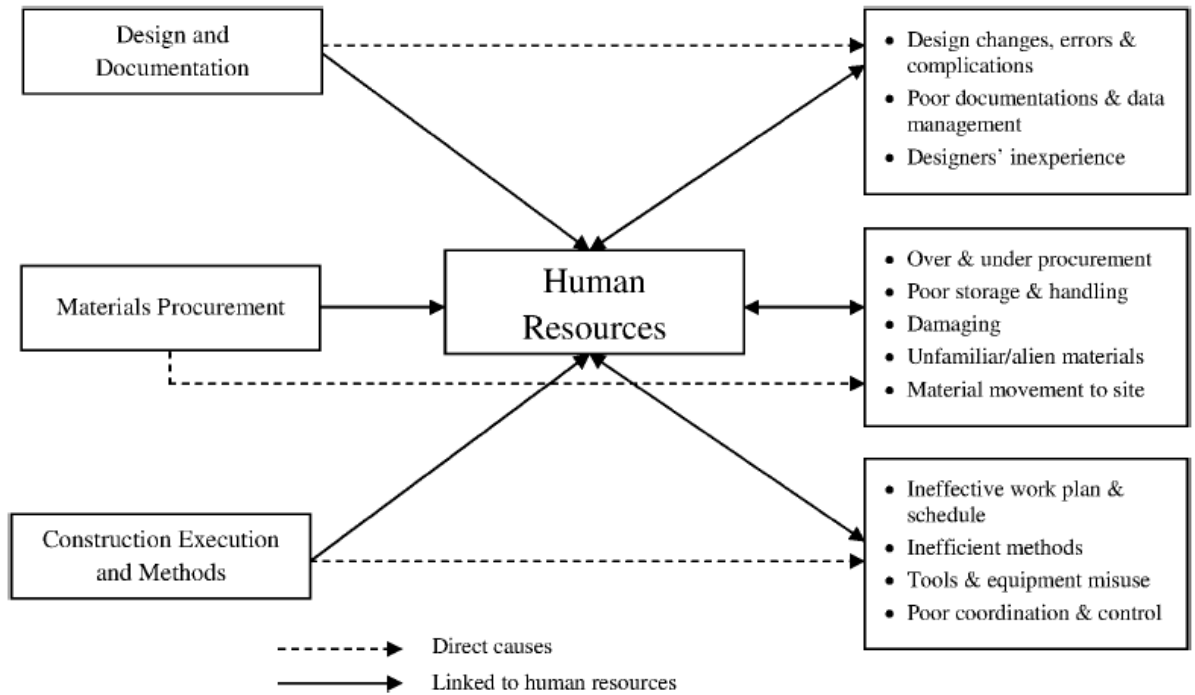 Design and
Documentation
• Design changes, errors &
complications
• Poor documentations & data
management
• Designers’ inexperience
Materials Procurement
Human
Resources
• Over & under procurement
• Poor storage & handling
• Damaging
• Unfamiliar/alien materials
• Material movement to site
Construction Execution
and Methods
• Ineffective work plan &
schedule
• Inefficient methods
• Tools & equipment misuse
• Poor coordination & control
Direct causes
Linked to human resources